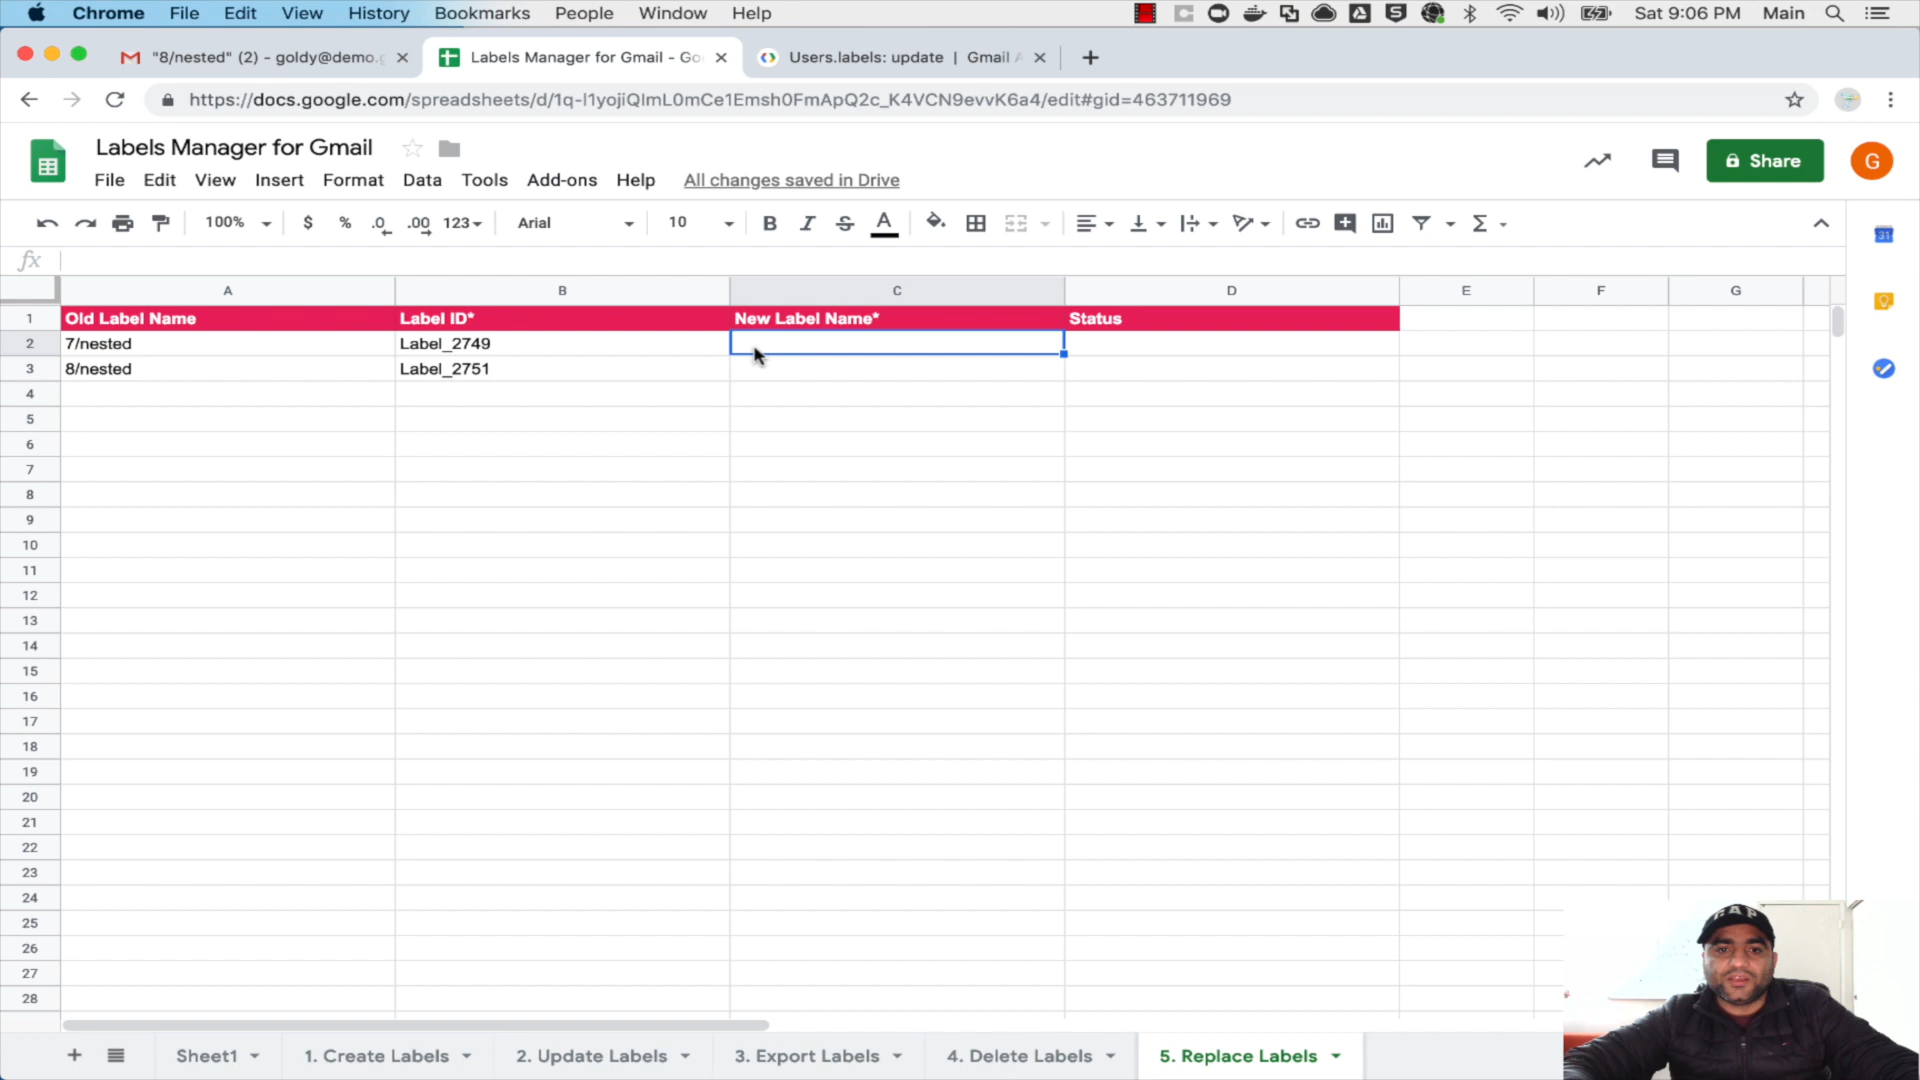 Chrome File Edit View History Bookmarks People Window Help Sat 9:06 PM Main
"8/nested" (2) - goldy@demo. Labels Manager for Gmail - Go Users.labels: update | Gmail
https://docs.google.com/spreadsheets/d/1q-I1yojiQlmL0mCe1Emsh0FmApQ2c_K4VCN9evvK6a4/edit#gid=463711969
Labels Manager for Gmail
Share G
File Edit View Insert Format Data Tools Add-ons Help All changes saved in Drive
100% $ % .0 .00 123 Arial 10 B I S A Σ
fx
31
A B C D E F G
1 Old Label Name Label ID* New Label Name* Status
2 7/nested Label_2749
3 8/nested Label_2751
4
5
6
7
8
9
10
11
12
13
14
15
16
17
18
19
20
21
22
23
24
25
26
27
28
Sheet1 1. Create Labels 2. Update Labels 3. Export Labels 4. Delete Labels 5. Replace Labels